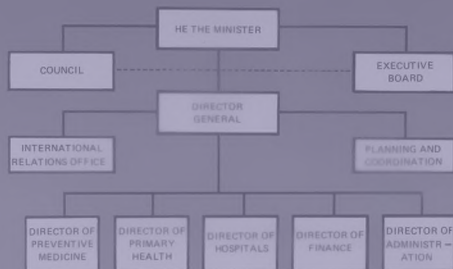 HE THE MINISTER
COUNCIL
EXECUTIVE
BOARD
DIRECTOR
GENERAL
INTERNATIONAL
RELATIONS OFFICE
PLANNING AND
COORDINATION
DIRECTOR OF
PREVENTIVE
MEDICINE
DIRECTOR OF
PRIMARY
HEALTH
DIRECTOR OF
HOSPITALS
DIRECTOR OF
FINANCE
DIRECTOR OF
ADMINISTR —
ATION